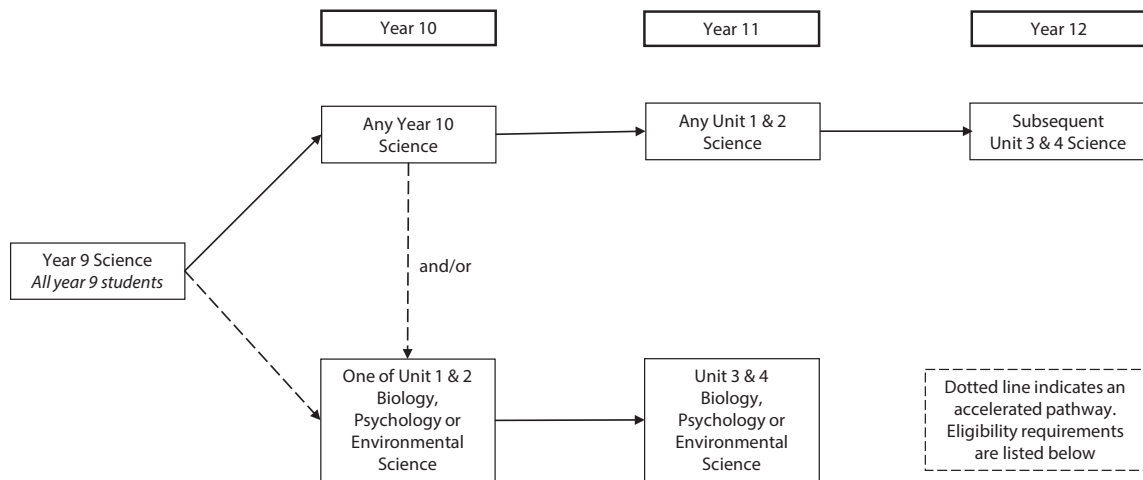 Year 10
Year 11
Year 12
Any Year 10
Science
Any Unit 1 & 2
Science
Subsequent
Unit 3 & 4 Science
Year 9 Science
All year 9 students
and/or
One of Unit 1 & 2
Biology,
Psychology or
Environmental
Science
Unit 3 & 4
Biology,
Psychology or
Environmental
Science
Dotted line indicates an
accelerated pathway.
Eligibility requirements
are listed below